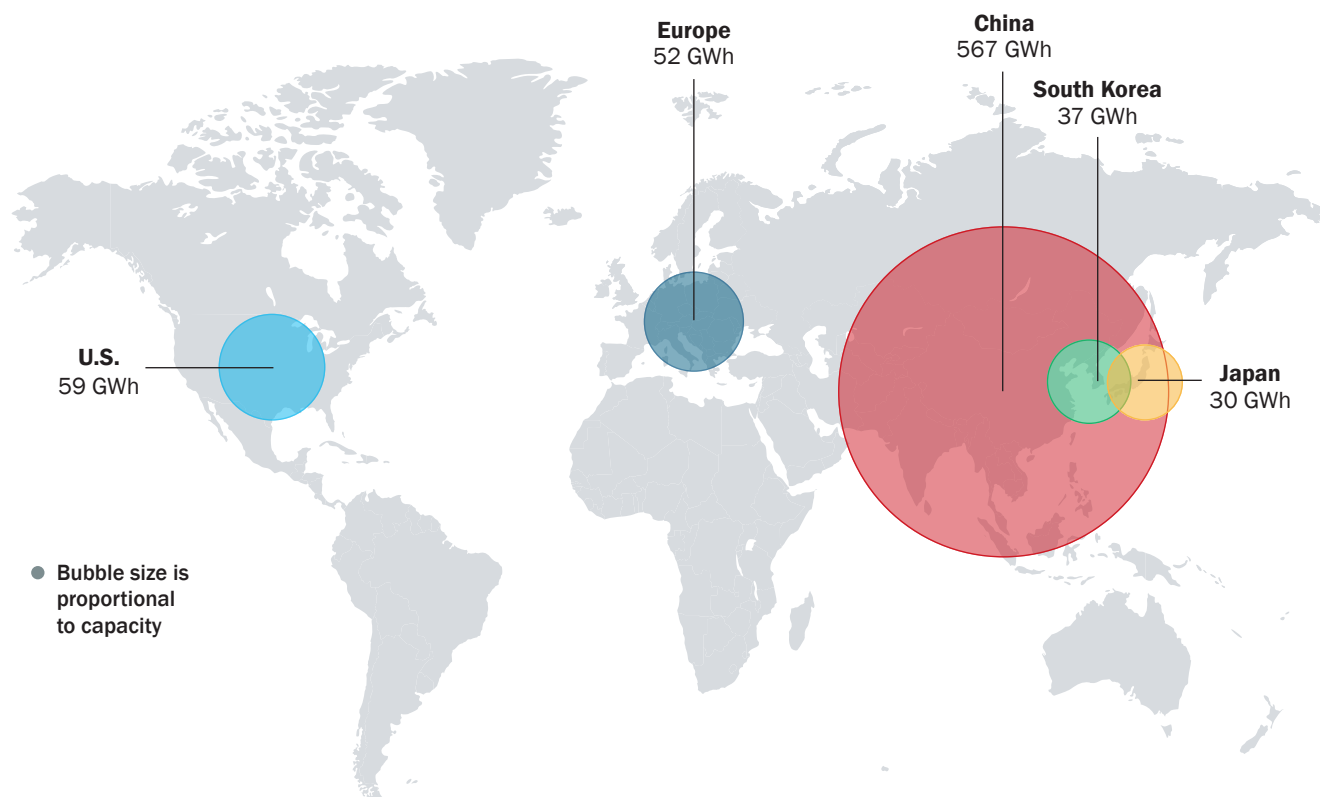 Europe
52 GWh
China
567 GWh
South Korea
37 GWh
U.S.
59 GWh
Japan
30 GWh
Bubble size is
proportional
to capacity